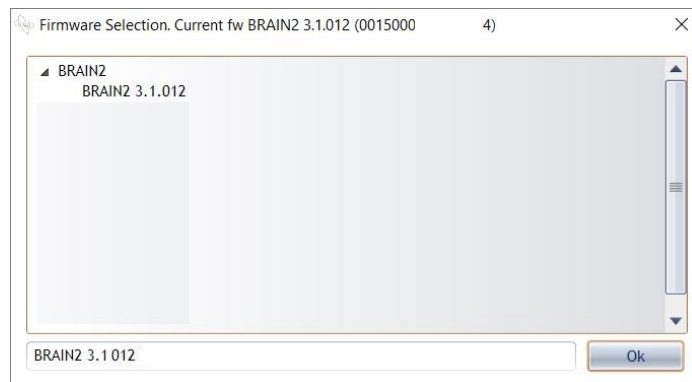 Firmware Selection. Current fw BRAIN2 3.1.012 (0015000 4)
BRAIN2
BRAIN2 3.1.012
BRAIN2 3.1 012
Ok